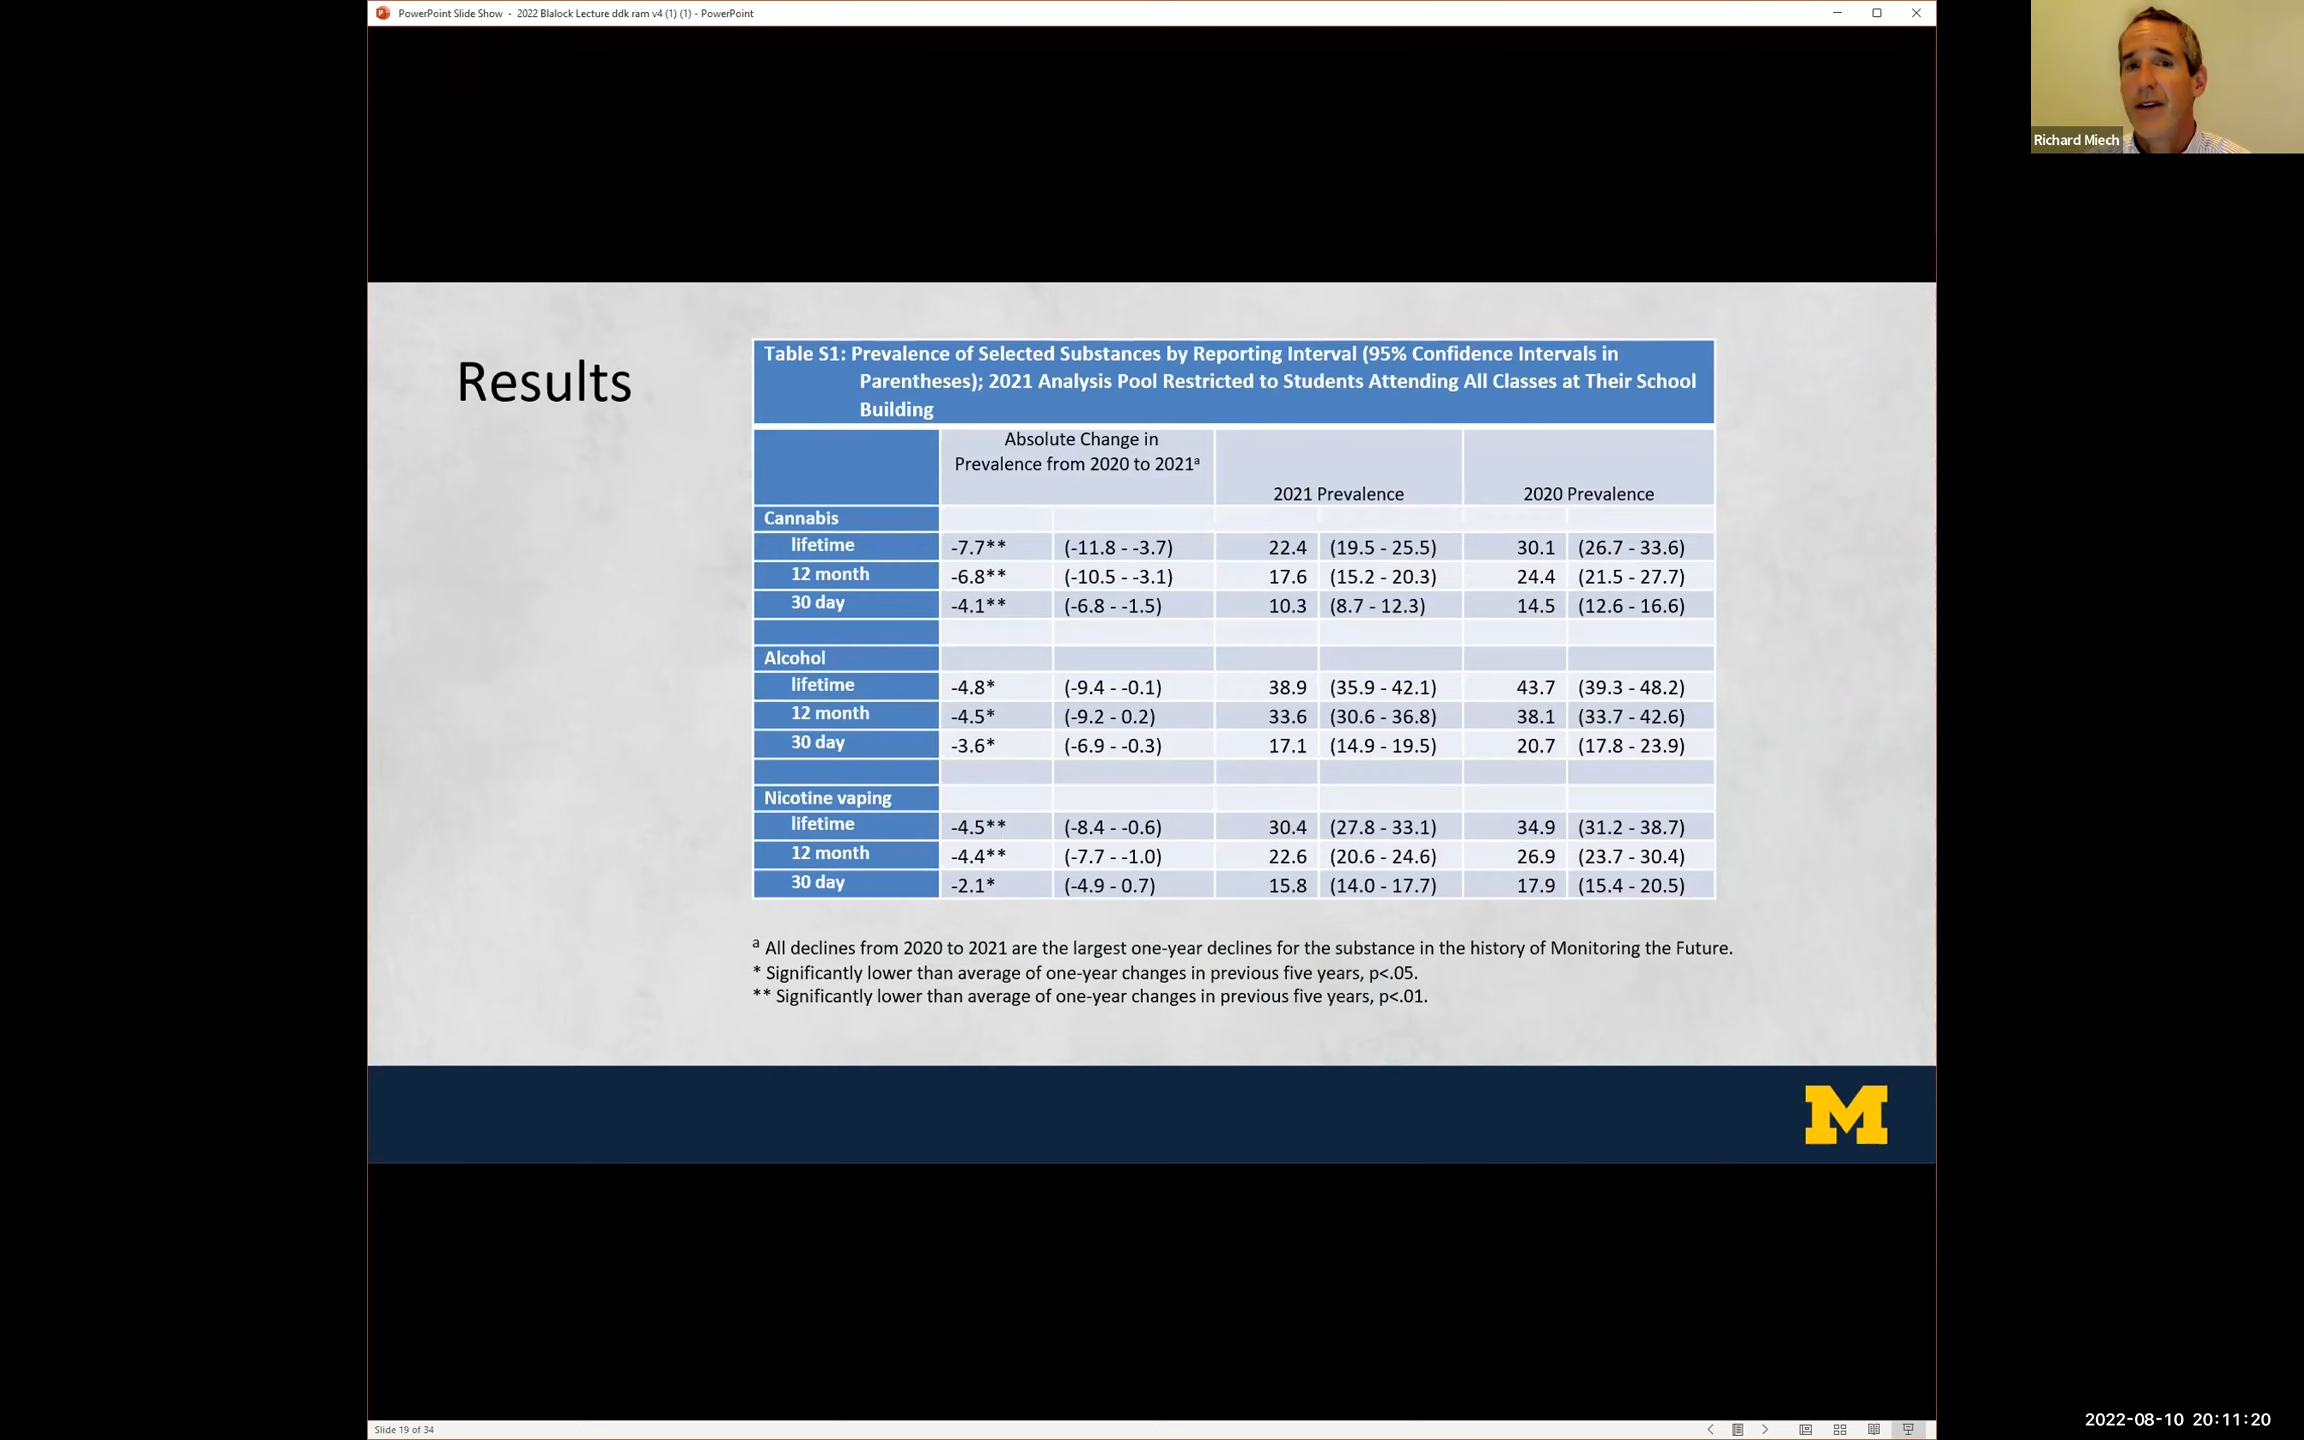 PowerPoint Slide Show - 2022 Blalock Lecture ddk ram v4 (1) (1) - PowerPoint
Richard Miech
Results
Table S1: Prevalence of Selected Substances by Reporting Interval (95% Confidence Intervals in
Parentheses); 2021 Analysis Pool Restricted to Students Attending All Classes at Their School
Building
Absolute Change in
Prevalence from 2020 to 2021ᵃ
2021 Prevalence 2020 Prevalence
Cannabis
lifetime -7.7** (-11.8 - -3.7) 22.4 (19.5 - 25.5) 30.1 (26.7 - 33.6)
12 month -6.8** (-10.5 - -3.1) 17.6 (15.2 - 20.3) 24.4 (21.5 - 27.7)
30 day -4.1** (-6.8 - -1.5) 10.3 (8.7 - 12.3) 14.5 (12.6 - 16.6)
Alcohol
lifetime -4.8* (-9.4 - -0.1) 38.9 (35.9 - 42.1) 43.7 (39.3 - 48.2)
12 month -4.5* (-9.2 - 0.2) 33.6 (30.6 - 36.8) 38.1 (33.7 - 42.6)
30 day -3.6* (-6.9 - -0.3) 17.1 (14.9 - 19.5) 20.7 (17.8 - 23.9)
Nicotine vaping
lifetime -4.5** (-8.4 - -0.6) 30.4 (27.8 - 33.1) 34.9 (31.2 - 38.7)
12 month -4.4** (-7.7 - -1.0) 22.6 (20.6 - 24.6) 26.9 (23.7 - 30.4)
30 day -2.1* (-4.9 - 0.7) 15.8 (14.0 - 17.7) 17.9 (15.4 - 20.5)
ᵃ All declines from 2020 to 2021 are the largest one-year declines for the substance in the history of Monitoring the Future.
* Significantly lower than average of one-year changes in previous five years, p<.05.
** Significantly lower than average of one-year changes in previous five years, p<.01.
M
Slide 19 of 34
2022-08-10 20:11:20